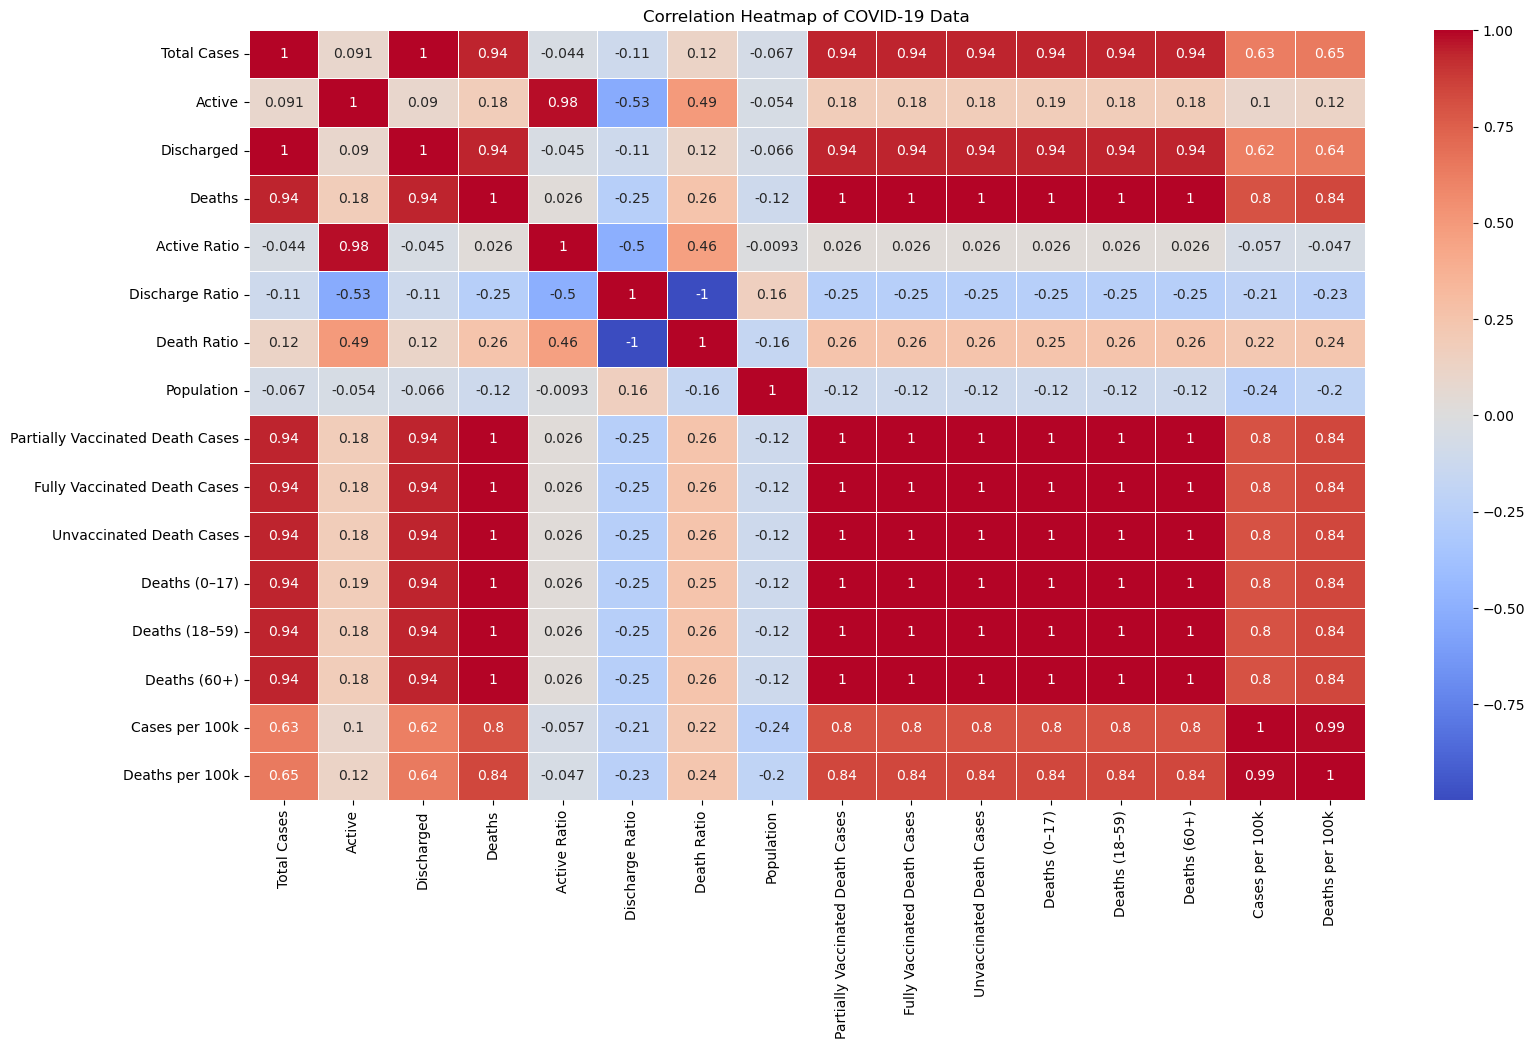 Correlation Heatmap of COVID-19 Data
Total Cases 1 0.091 1 0.94 -0.044 -0.11 0.12 -0.067 0.94 0.94 0.94 0.94 0.94 0.94 0.63 0.65
Active 0.091 1 0.09 0.18 0.98 -0.53 0.49 -0.054 0.18 0.18 0.18 0.19 0.18 0.18 0.1 0.12
Discharged 1 0.09 1 0.94 -0.045 -0.11 0.12 -0.066 0.94 0.94 0.94 0.94 0.94 0.94 0.62 0.64
Deaths 0.94 0.18 0.94 1 0.026 -0.25 0.26 -0.12 1 1 1 1 1 1 0.8 0.84
Active Ratio -0.044 0.98 -0.045 0.026 1 -0.5 0.46 -0.0093 0.026 0.026 0.026 0.026 0.026 0.026 -0.057 -0.047
Discharge Ratio -0.11 -0.53 -0.11 -0.25 -0.5 1 -1 0.16 -0.25 -0.25 -0.25 -0.25 -0.25 -0.25 -0.21 -0.23
Death Ratio 0.12 0.49 0.12 0.26 0.46 -1 1 -0.16 0.26 0.26 0.26 0.25 0.26 0.26 0.22 0.24
Population -0.067 -0.054 -0.066 -0.12 -0.0093 0.16 -0.16 1 -0.12 -0.12 -0.12 -0.12 -0.12 -0.12 -0.24 -0.2
Partially Vaccinated Death Cases 0.94 0.18 0.94 1 0.026 -0.25 0.26 -0.12 1 1 1 1 1 1 0.8 0.84
Fully Vaccinated Death Cases 0.94 0.18 0.94 1 0.026 -0.25 0.26 -0.12 1 1 1 1 1 1 0.8 0.84
Unvaccinated Death Cases 0.94 0.18 0.94 1 0.026 -0.25 0.26 -0.12 1 1 1 1 1 1 0.8 0.84
Deaths (0–17) 0.94 0.19 0.94 1 0.026 -0.25 0.25 -0.12 1 1 1 1 1 1 0.8 0.84
Deaths (18–59) 0.94 0.18 0.94 1 0.026 -0.25 0.26 -0.12 1 1 1 1 1 1 0.8 0.84
Deaths (60+) 0.94 0.18 0.94 1 0.026 -0.25 0.26 -0.12 1 1 1 1 1 1 0.8 0.84
Cases per 100k 0.63 0.1 0.62 0.8 -0.057 -0.21 0.22 -0.24 0.8 0.8 0.8 0.8 0.8 0.8 1 0.99
Deaths per 100k 0.65 0.12 0.64 0.84 -0.047 -0.23 0.24 -0.2 0.84 0.84 0.84 0.84 0.84 0.84 0.99 1
Total Cases
Active
Discharged
Deaths
Active Ratio
Discharge Ratio
Death Ratio
Population
Partially Vaccinated Death Cases
Fully Vaccinated Death Cases
Unvaccinated Death Cases
Deaths (0–17)
Deaths (18–59)
Deaths (60+)
Cases per 100k
Deaths per 100k
1.00
0.75
0.50
0.25
0.00
−0.25
−0.50
−0.75